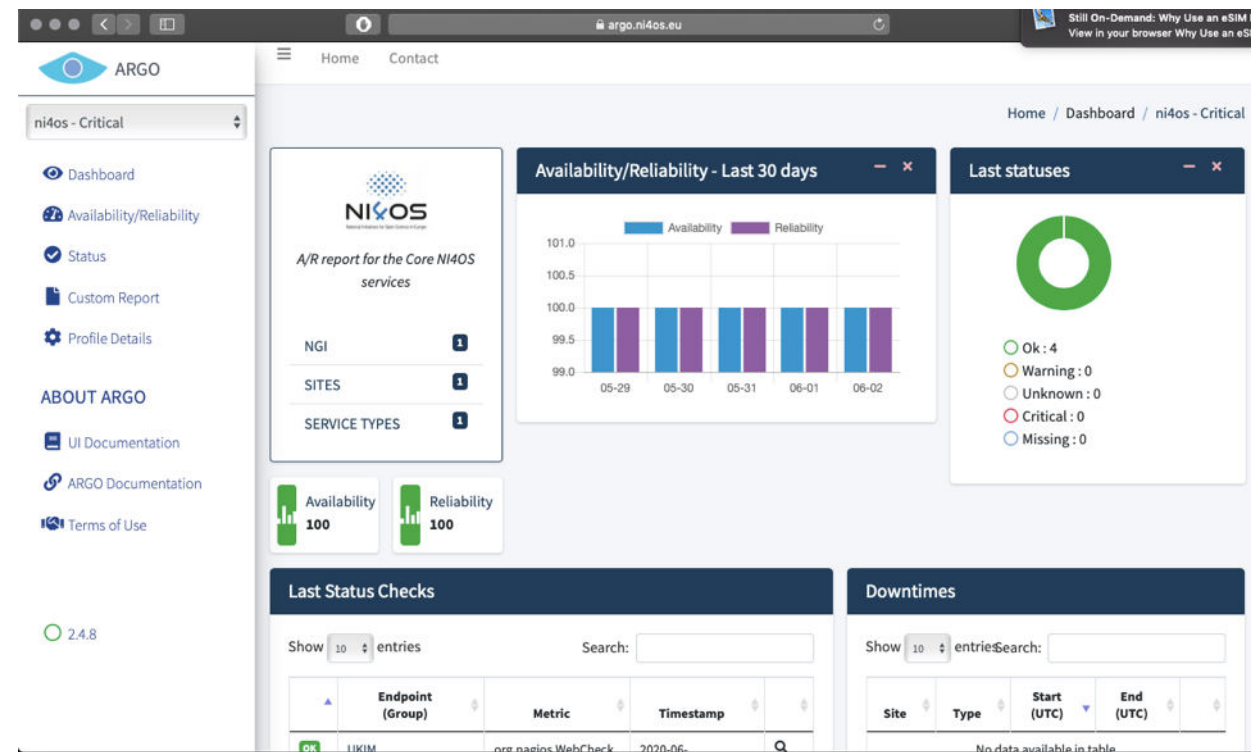 argo.ni4os.eu
Still On-Demand: Why Use an eSIM
View in your browser Why Use an eSI
ARGO
Home Contact
ni4os - Critical
Home / Dashboard / ni4os - Critical
Dashboard
Availability/Reliability
Status
Custom Report
Profile Details
ABOUT ARGO
UI Documentation
ARGO Documentation
Terms of Use
2.4.8
NI4OS
National Initiatives for Open Science in Europe
A/R report for the Core NI4OS
services
NGI 1
SITES 1
SERVICE TYPES 1
Availability/Reliability - Last 30 days
Availability Reliability
101.0
100.5
100.0
99.5
99.0
05-29 05-30 05-31 06-01 06-02
Last statuses
Ok : 4
Warning : 0
Unknown : 0
Critical : 0
Missing : 0
Availability
100
Reliability
100
Last Status Checks
Show 10 entries Search:
Endpoint
(Group) Metric Timestamp
OK UKIM org.nagios.WebCheck 2020-06-
Downtimes
Show 10 entries Search:
Site Type Start
(UTC) End
(UTC)
No data available in table